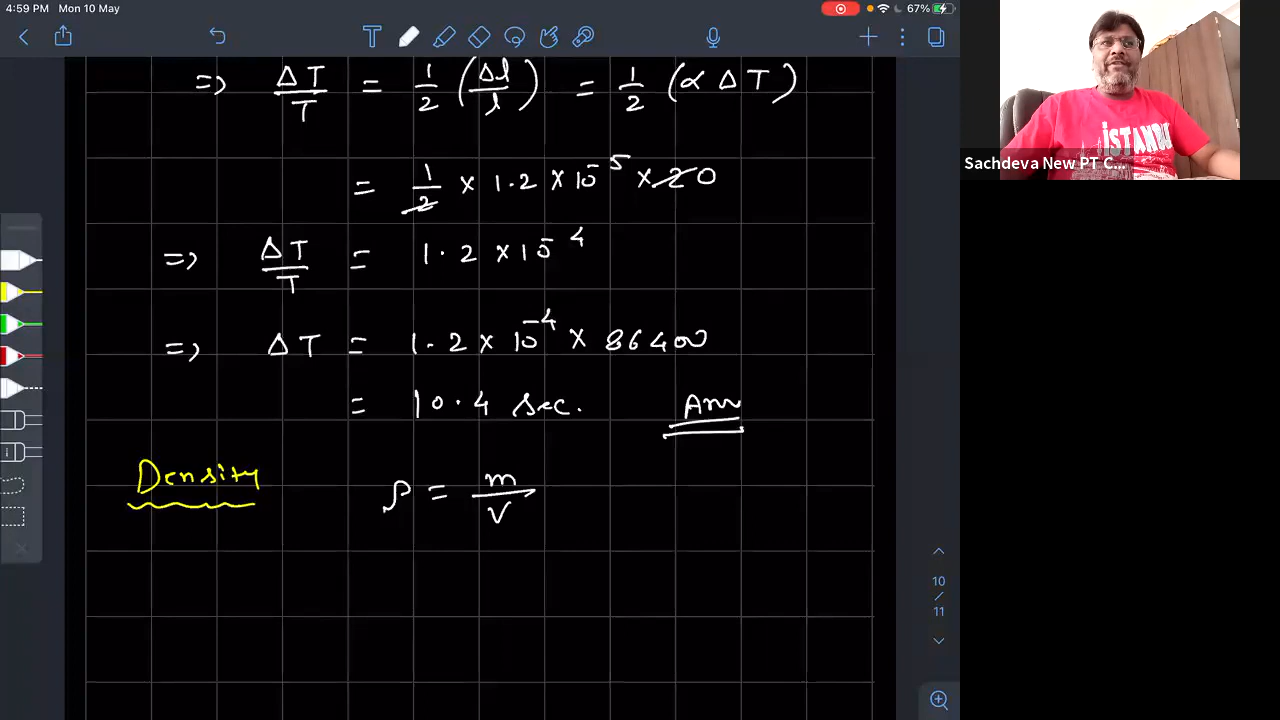 4:59 PM Mon 10 May
67%
=> ΔT/T = 1/2 (Δl/l) = 1/2 (α ΔT)
= 1/2 × 1.2 × 10^-5 × 20
=> ΔT/T = 1.2 × 10^-4
=> ΔT = 1.2 × 10^-4 × 86400
= 10.4 sec. Ans
Density ρ = m/V
10
/
11
İSTANBUL
Sachdeva New PT C...